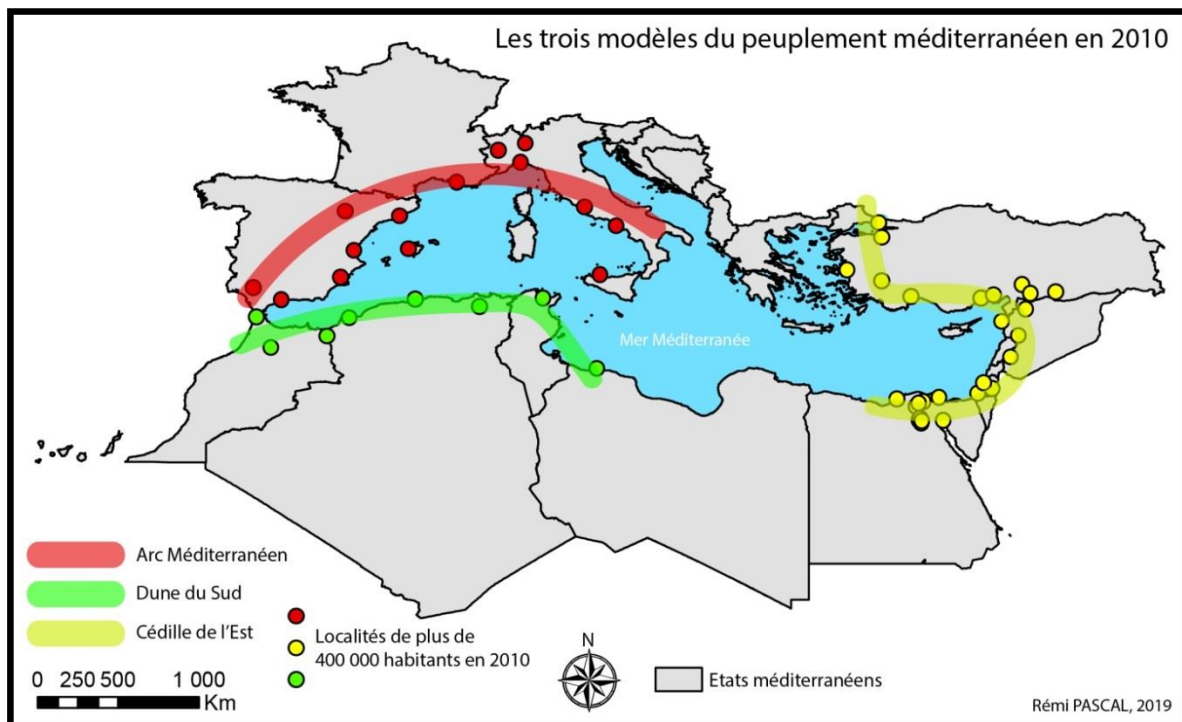 Les trois modèles du peuplement méditerranéen en 2010
Mer Méditerranée
Arc Méditerranéen
Dune du Sud
Cédille de l'Est
Localités de plus de
400 000 habitants en 2010
N
Etats méditerranéens
0 250 500 1 000
Km
Rémi PASCAL, 2019